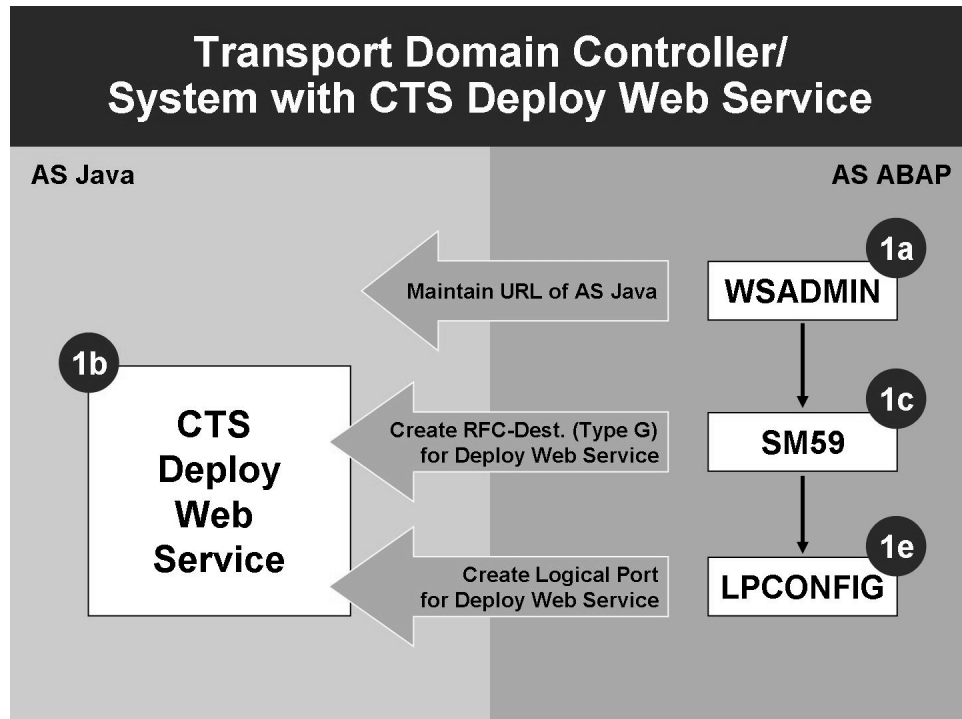 Transport Domain Controller/
System with CTS Deploy Web Service
AS Java
AS ABAP
1a
Maintain URL of AS Java
WSADMIN
1b
CTS
Deploy
Web
Service
1c
Create RFC-Dest. (Type G)
for Deploy Web Service
SM59
1e
Create Logical Port
for Deploy Web Service
LPCONFIG